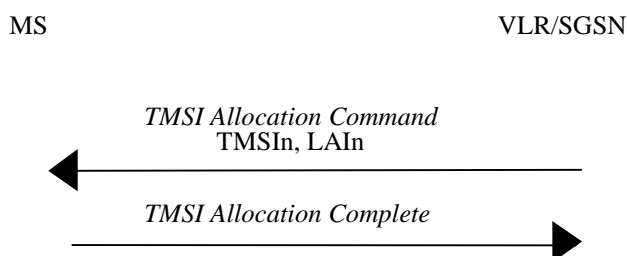 MS VLR/SGSN
TMSI Allocation Command
TMSIn, LAIn
TMSI Allocation Complete